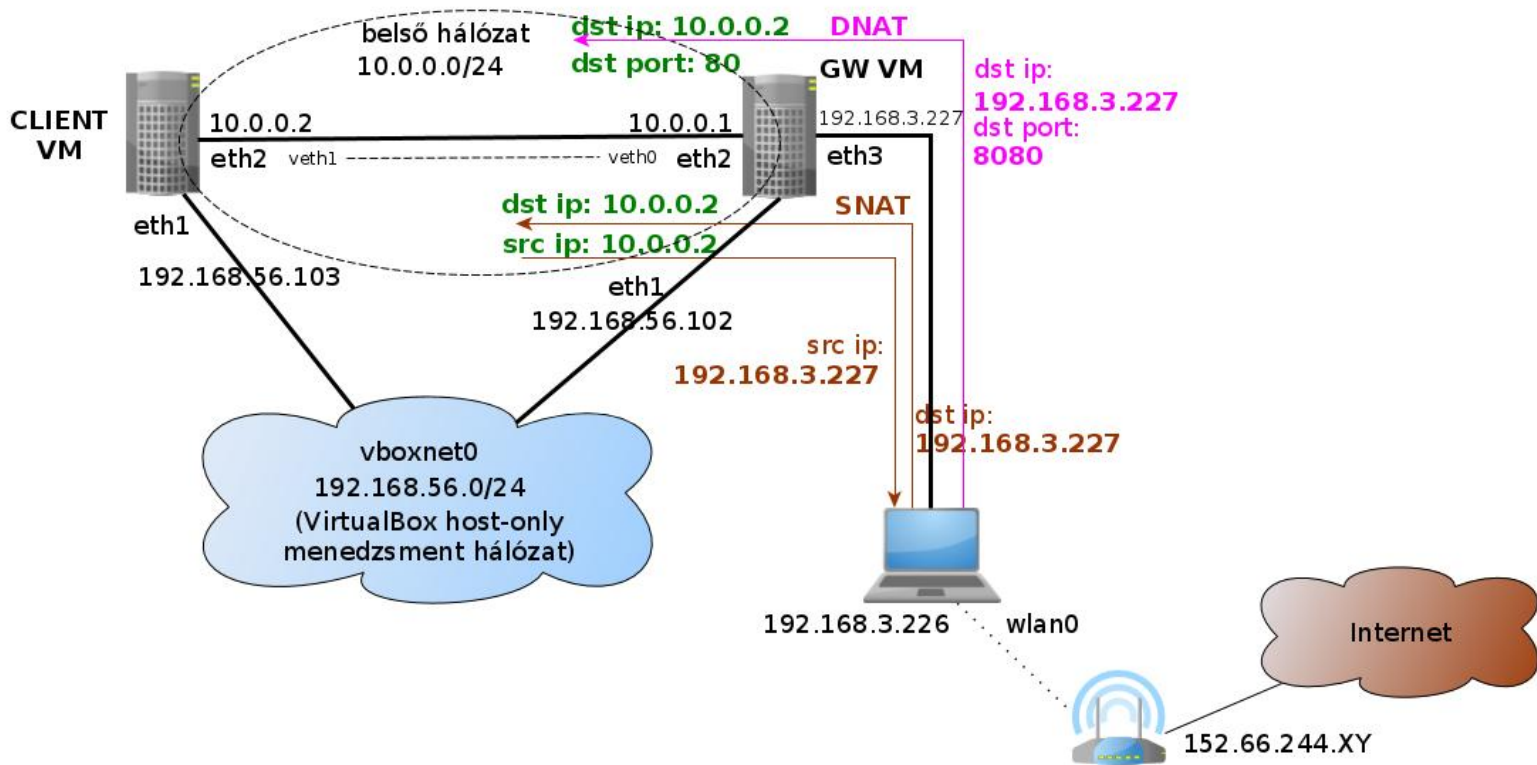 belső hálózat
10.0.0.0/24
dst ip: 10.0.0.2
DNAT
dst port: 80
GW VM
dst ip:
192.168.3.227
dst port:
8080
CLIENT
VM
10.0.0.2
10.0.0.1
192.168.3.227
eth2
veth1
veth0
eth2
eth3
dst ip: 10.0.0.2
SNAT
src ip: 10.0.0.2
eth1
192.168.56.103
eth1
192.168.56.102
src ip:
192.168.3.227
dst ip:
192.168.3.227
vboxnet0
192.168.56.0/24
(VirtualBox host-only
menedzsment hálózat)
192.168.3.226
wlan0
Internet
152.66.244.XY